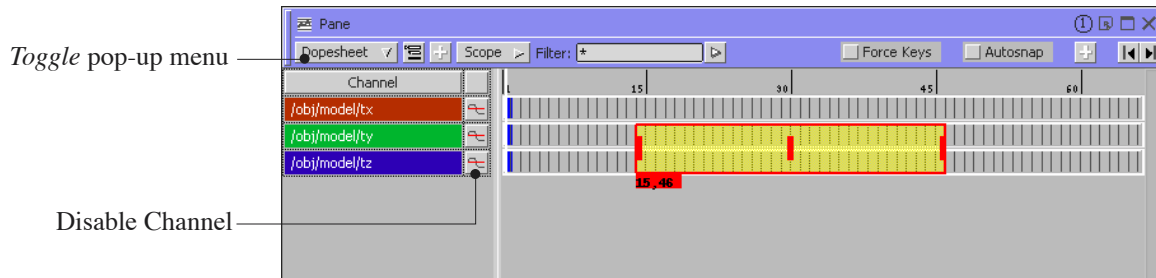 Pane 1
Toggle pop-up menu
Dopesheet Scope Filter: * Force Keys Autosnap
Channel 1 15 30 45 60
/obj/model/tx
/obj/model/ty
/obj/model/tz
15,46
Disable Channel